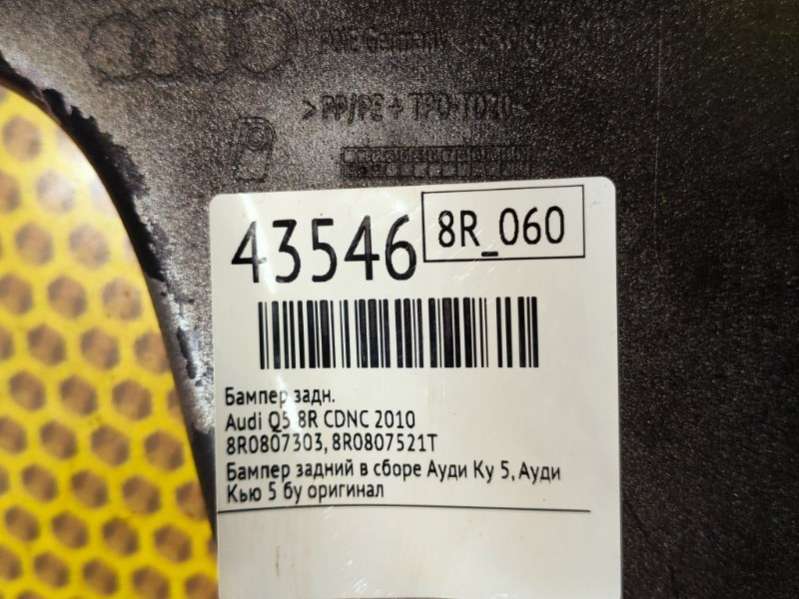 Germany
>PP/PE + TPO-TD20
43546
8R_060
Бампер задн.
Audi Q5 8R CDNC 2010
8R0807303, 8R0807521T
Бампер задний в сборе Ауди Ку 5, Ауди
Кью 5 бу оригинал